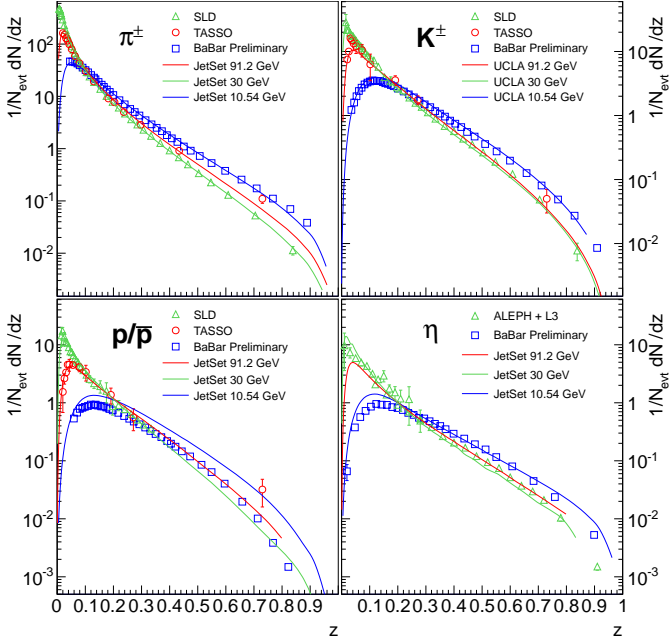 1/N_evt dN /dz
10²
10
1
10⁻¹
10⁻²
π±
SLD
TASSO
BaBar Preliminary
JetSet 91.2 GeV
JetSet 30 GeV
JetSet 10.54 GeV
K±
SLD
TASSO
BaBar Preliminary
UCLA 91.2 GeV
UCLA 30 GeV
UCLA 10.54 GeV
10
1
10⁻¹
10⁻²
1/N_evt dN /dz
1/N_evt dN /dz
10
1
10⁻¹
10⁻²
10⁻³
p/p̅
SLD
TASSO
BaBar Preliminary
JetSet 91.2 GeV
JetSet 30 GeV
JetSet 10.54 GeV
0 0.1 0.2 0.3 0.4 0.5 0.6 0.7 0.8 0.9
z
η
ALEPH + L3
BaBar Preliminary
JetSet 91.2 GeV
JetSet 30 GeV
JetSet 10.54 GeV
10
1
10⁻¹
10⁻²
10⁻³
1/N_evt dN /dz
0.1 0.2 0.3 0.4 0.5 0.6 0.7 0.8 0.9 1
z